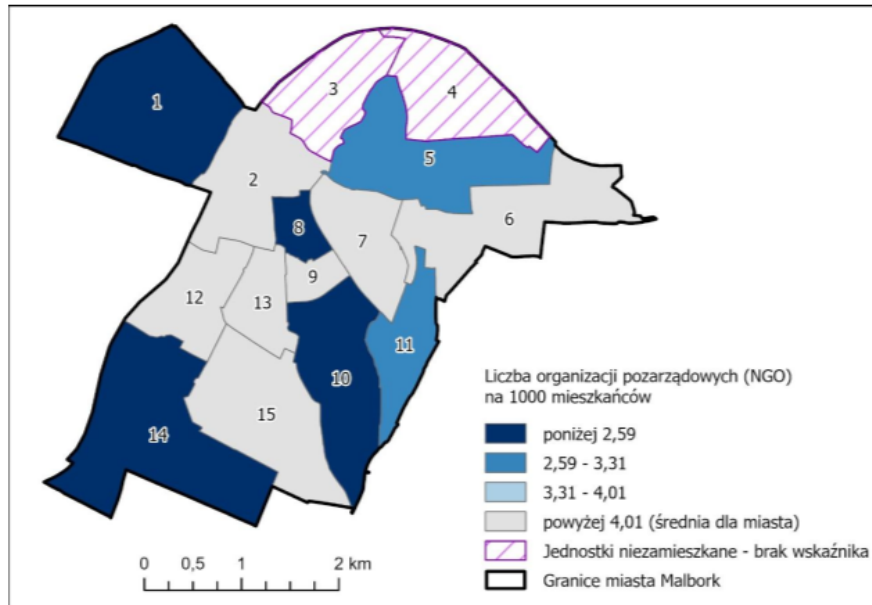 1
3
4
2
5
6
8
7
9
12
13
11
10
15
14
Liczba organizacji pozarządowych (NGO)
na 1000 mieszkańców
poniżej 2,59
2,59 - 3,31
3,31 - 4,01
powyżej 4,01 (średnia dla miasta)
Jednostki niezamieszkane - brak wskaźnika
Granice miasta Malbork
0 0,5 1 2 km